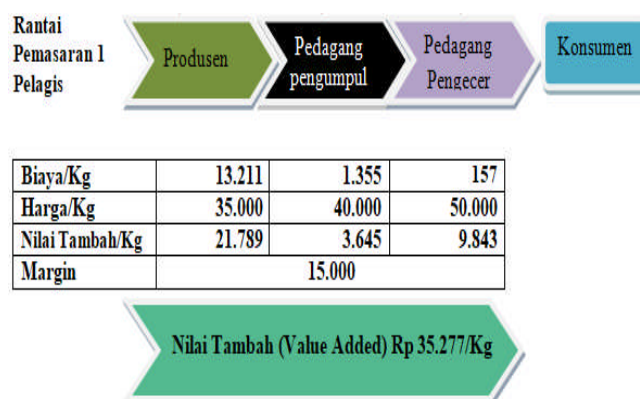 Rantai
Pemasaran 1
Pelagis
Produsen
Pedagang
pengumpul
Pedagang
Pengecer
Konsumen
Biaya/Kg 13.211 1.355 157
Harga/Kg 35.000 40.000 50.000
Nilai Tambah/Kg 21.789 3.645 9.843
Margin 15.000
Nilai Tambah (Value Added) Rp 35.277/Kg